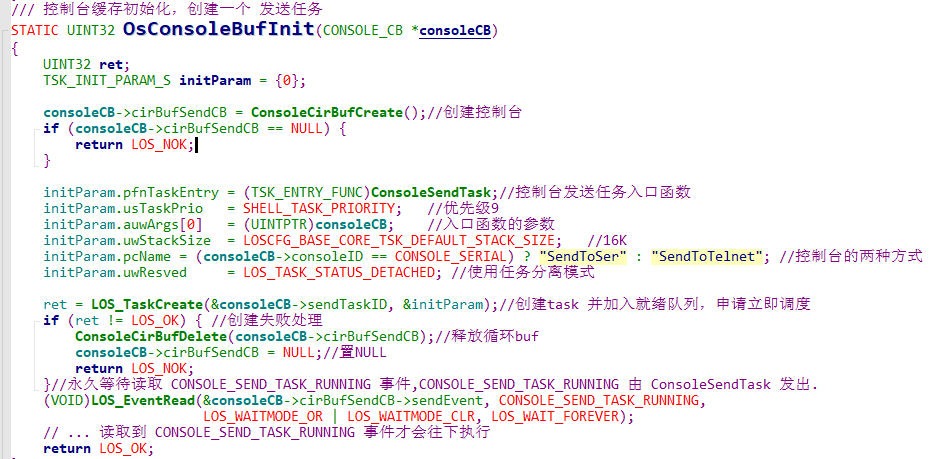 /// 控制台缓存初始化，创建一个 发送任务
STATIC UINT32 OsConsoleBufInit(CONSOLE_CB *consoleCB)
{
    UINT32 ret;
    TSK_INIT_PARAM_S initParam = {0};

    consoleCB->cirBufSendCB = ConsoleCirBufCreate();//创建控制台
    if (consoleCB->cirBufSendCB == NULL) {
        return LOS_NOK;
    }

    initParam.pfnTaskEntry = (TSK_ENTRY_FUNC)ConsoleSendTask;//控制台发送任务入口函数
    initParam.usTaskPrio   = SHELL_TASK_PRIORITY;   //优先级9
    initParam.auwArgs[0]   = (UINTPTR)consoleCB;    //入口函数的参数
    initParam.uwStackSize  = LOSCFG_BASE_CORE_TSK_DEFAULT_STACK_SIZE;   //16K
    initParam.pcName = (consoleCB->consoleID == CONSOLE_SERIAL) ? "SendToSer" : "SendToTelnet"; //控制台的两种方式
    initParam.uwResved     = LOS_TASK_STATUS_DETACHED; //使用任务分离模式

    ret = LOS_TaskCreate(&consoleCB->sendTaskID, &initParam);//创建task 并加入就绪队列，申请立即调度
    if (ret != LOS_OK) { //创建失败处理
        ConsoleCirBufDelete(consoleCB->cirBufSendCB);//释放循环buf
        consoleCB->cirBufSendCB = NULL;//置NULL
        return LOS_NOK;
    }//永久等待读取 CONSOLE_SEND_TASK_RUNNING 事件,CONSOLE_SEND_TASK_RUNNING 由 ConsoleSendTask 发出.
    (VOID)LOS_EventRead(&consoleCB->cirBufSendCB->sendEvent, CONSOLE_SEND_TASK_RUNNING,
                        LOS_WAITMODE_OR | LOS_WAITMODE_CLR, LOS_WAIT_FOREVER);
    // ... 读取到 CONSOLE_SEND_TASK_RUNNING 事件才会往下执行
    return LOS_OK;